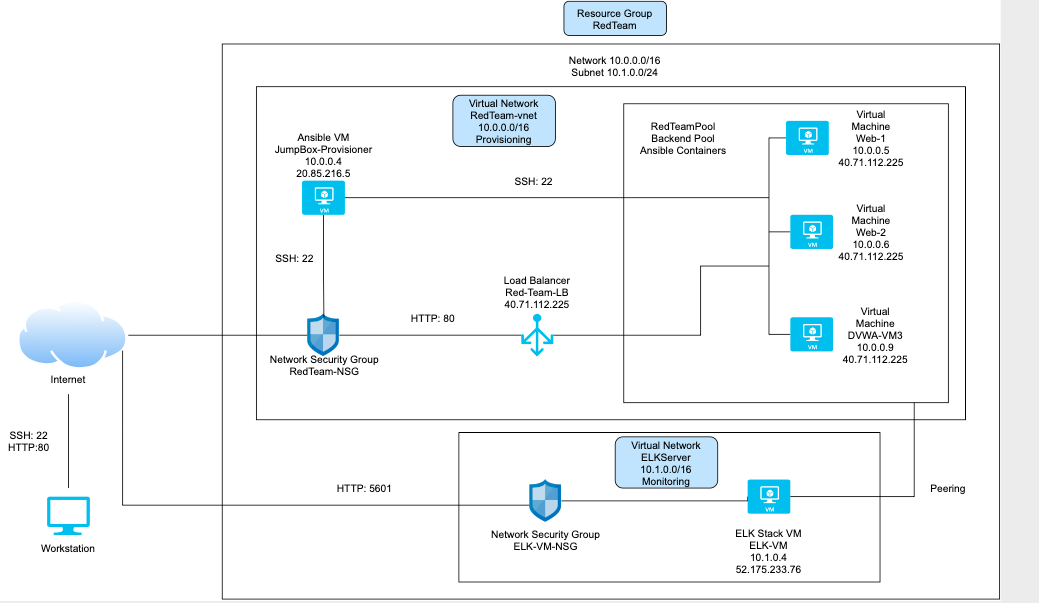 Resource Group
RedTeam
Network 10.0.0.0/16
Subnet 10.1.0.0/24
Virtual Network
RedTeam-vnet
10.0.0.0/16
Provisioning
Ansible VM
JumpBox-Provisioner
10.0.0.4
20.85.216.5
VM
SSH: 22
SSH: 22
RedTeamPool
Backend Pool
Ansible Containers
VM
Virtual
Machine
Web-1
10.0.0.5
40.71.112.225
VM
Virtual
Machine
Web-2
10.0.0.6
40.71.112.225
VM
Virtual
Machine
DVWA-VM3
10.0.0.9
40.71.112.225
Load Balancer
Red-Team-LB
40.71.112.225
HTTP: 80
Network Security Group
RedTeam-NSG
Internet
SSH: 22
HTTP:80
Workstation
HTTP: 5601
Virtual Network
ELKServer
10.1.0.0/16
Monitoring
Network Security Group
ELK-VM-NSG
VM
ELK Stack VM
ELK-VM
10.1.0.4
52.175.233.76
Peering